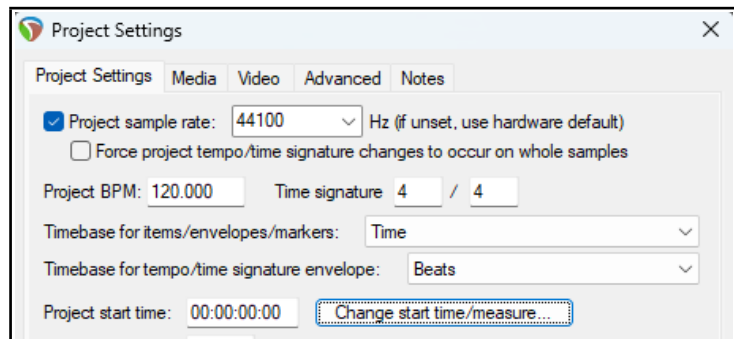 Project Settings
Project Settings Media Video Advanced Notes
Project sample rate: 44100 Hz (if unset, use hardware default)
Force project tempo/time signature changes to occur on whole samples
Project BPM: 120.000 Time signature 4 / 4
Timebase for items/envelopes/markers: Time
Timebase for tempo/time signature envelope: Beats
Project start time: 00:00:00:00 Change start time/measure...